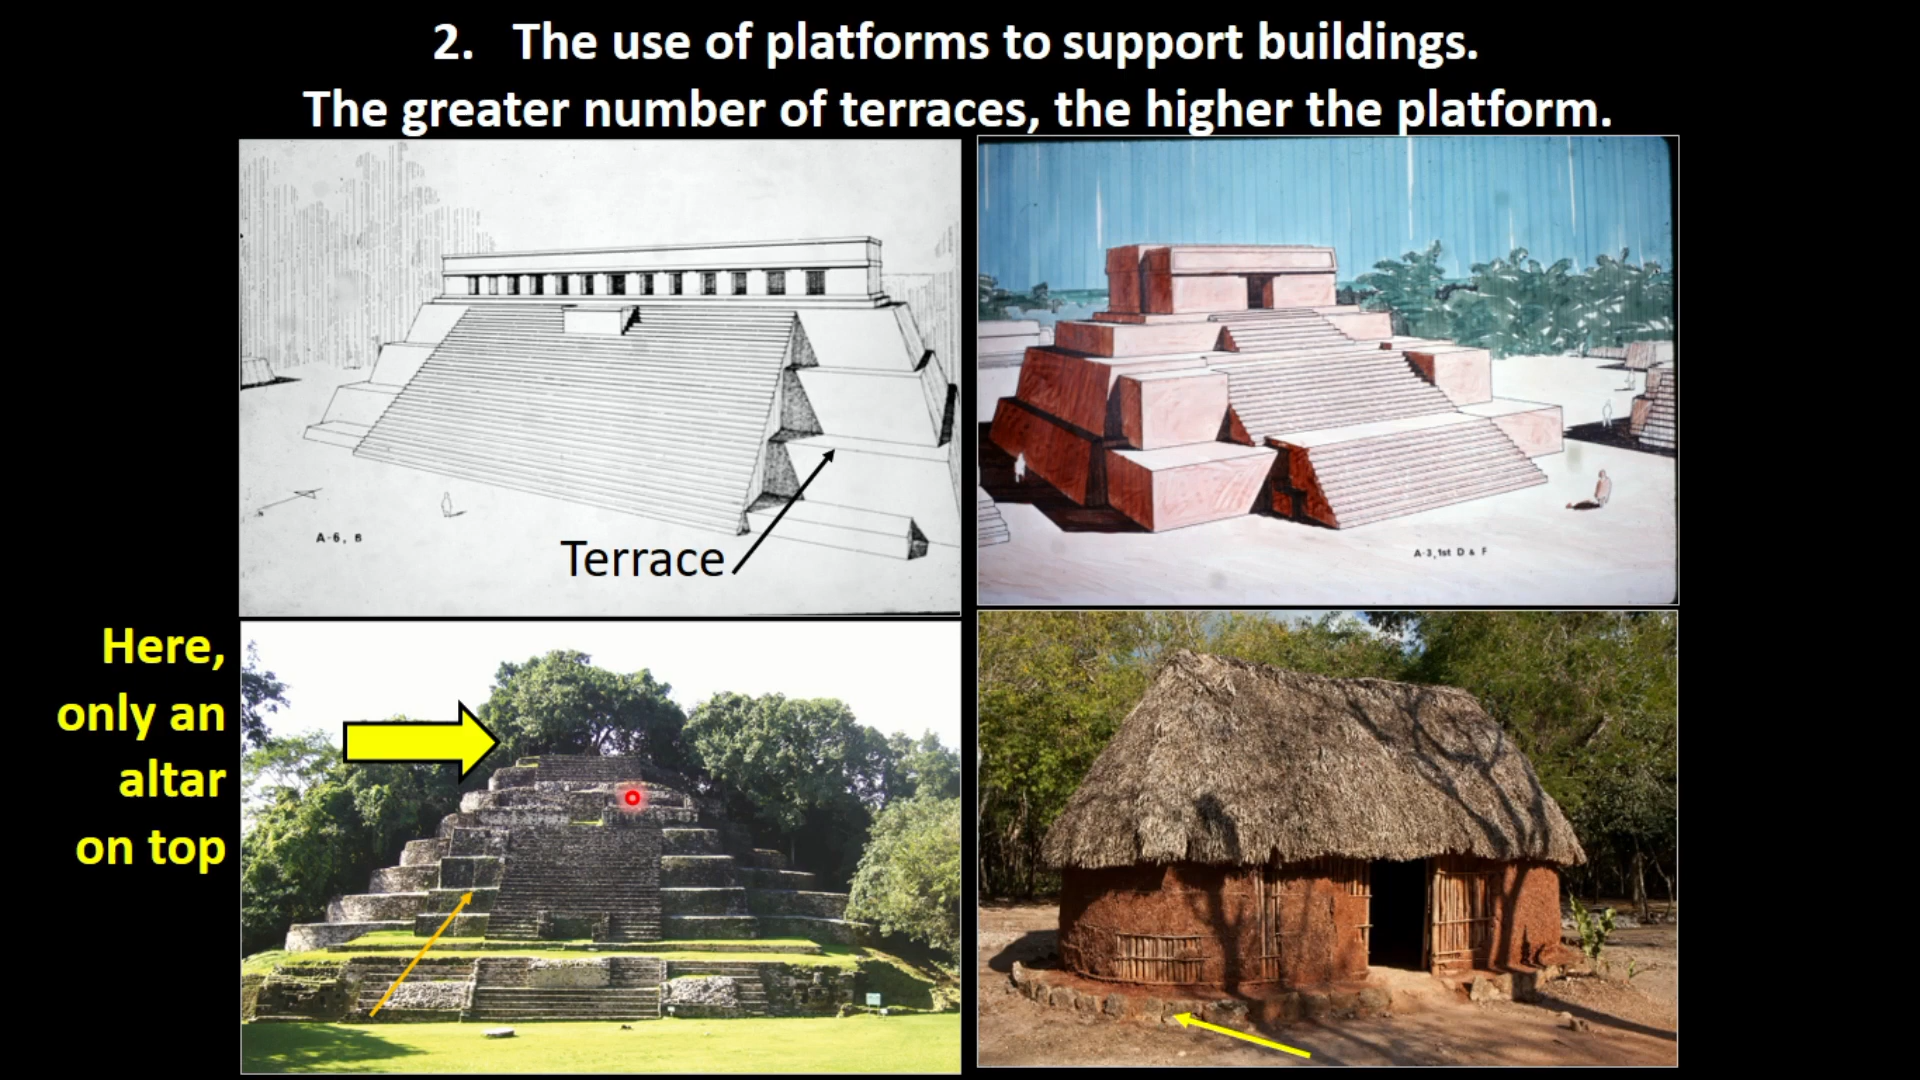 2. The use of platforms to support buildings.
The greater number of terraces, the higher the platform.
A-6, B
Terrace
A-3, 1st D & F
Here,
only an
altar
on top